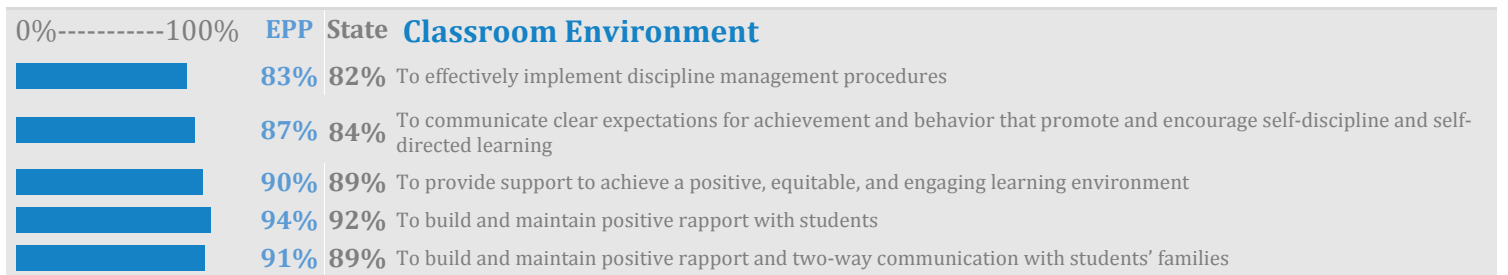 0%-----------100% EPP State Classroom Environment
83% 82% To effectively implement discipline management procedures
87% 84% To communicate clear expectations for achievement and behavior that promote and encourage self-discipline and self-
directed learning
90% 89% To provide support to achieve a positive, equitable, and engaging learning environment
94% 92% To build and maintain positive rapport with students
91% 89% To build and maintain positive rapport and two-way communication with students’ families